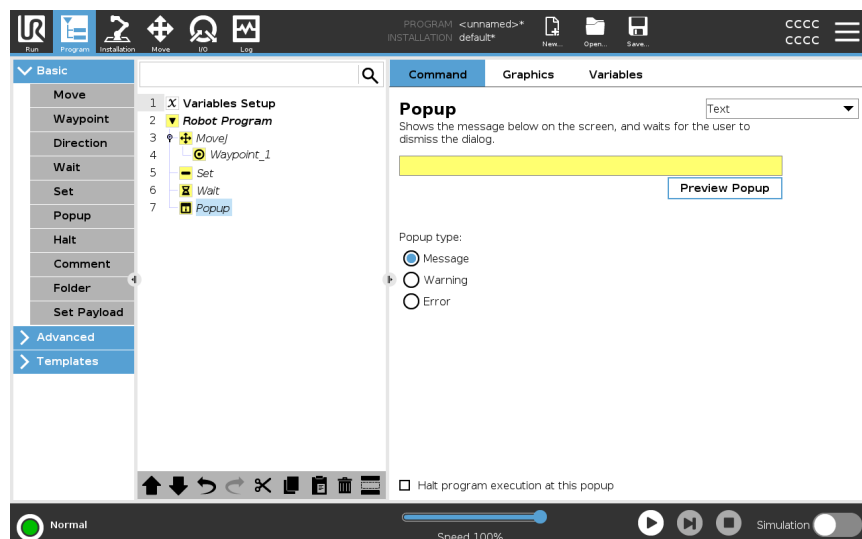 UR
PROGRAM <unnamed>*
INSTALLATION default*
CCCC
CCCC
Run Program Installation Move I/O Log New... Open... Save...
Basic
Move
Waypoint
Direction
Wait
Set
Popup
Halt
Comment
Folder
Set Payload
Advanced
Templates
1 X Variables Setup
2 Robot Program
3 MoveJ
4 Waypoint_1
5 Set
6 Wait
7 Popup
Command Graphics Variables
Popup
Text
Shows the message below on the screen, and waits for the user to
dismiss the dialog.
Preview Popup
Popup type:
Message
Warning
Error
Halt program execution at this popup
Normal
Speed 100%
Simulation